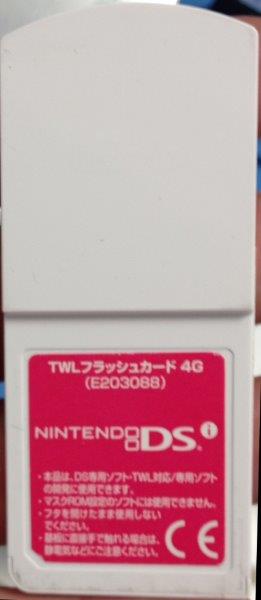 TWLフラッシュカード 4G
(E203088)
NINTENDO DSi
・本品は、DS専用ソフト・TWL対応/専用ソフト
の開発に使用できます。
・マスクROM設定のソフトには使用できません。
・フタを開けたまま使用しない
でください。
・基板に直接手で触れる場合は、
静電気などにご注意ください。
CE